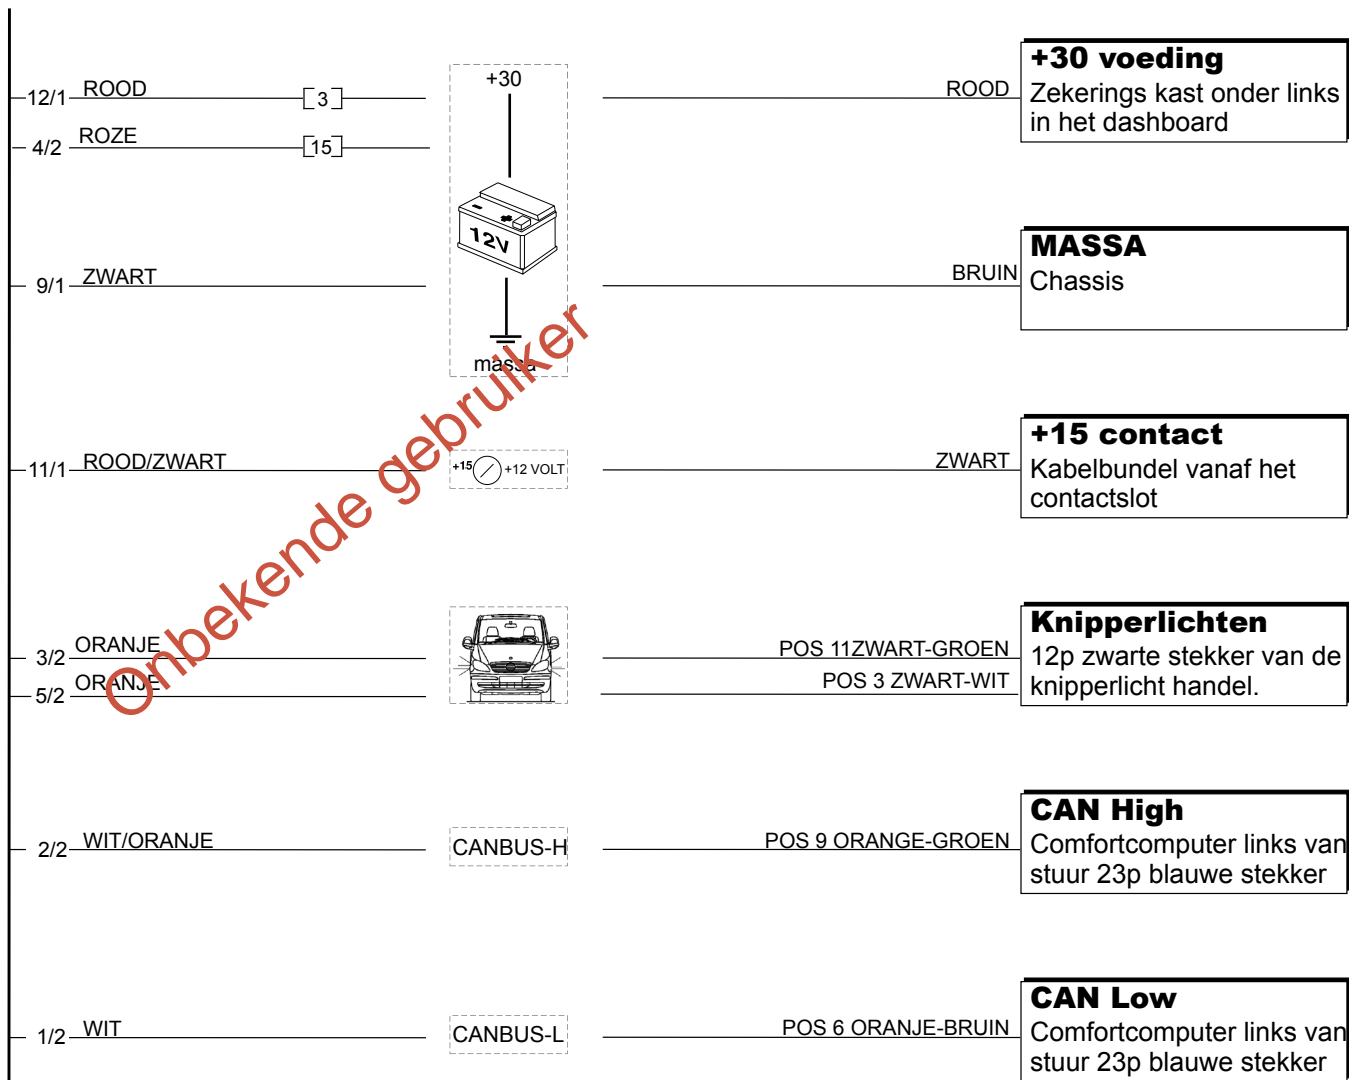 +30 voeding
Zekerings kast onder links
in het dashboard
12/1 ROOD [3] +30 ROOD
4/2 ROZE [15]
- + 12V
MASSA
Chassis
9/1 ZWART BRUIN
massa
+15 contact
Kabelbundel vanaf het
contactslot
11/1 ROOD/ZWART +15 +12 VOLT ZWART
Knipperlichten
12p zwarte stekker van de
knipperlicht handel.
3/2 ORANJE POS 11ZWART-GROEN
5/2 ORANJE POS 3 ZWART-WIT
CAN High
Comfortcomputer links van
stuur 23p blauwe stekker
2/2 WIT/ORANJE CANBUS-H POS 9 ORANGE-GROEN
CAN Low
Comfortcomputer links van
stuur 23p blauwe stekker
1/2 WIT CANBUS-L POS 6 ORANJE-BRUIN
Onbekende gebruiker